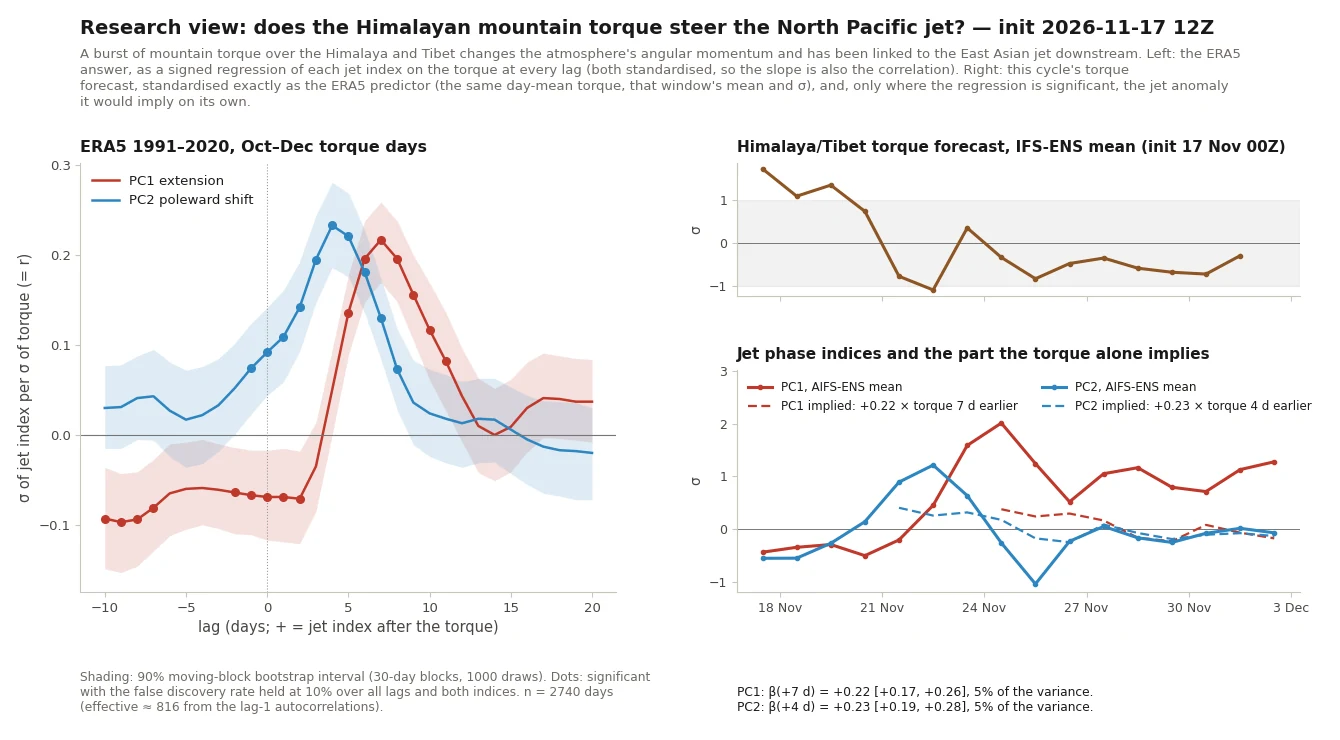 Research view: does the Himalayan mountain torque steer the North Pacific jet? — init 2026-11-17 12Z
A burst of mountain torque over the Himalaya and Tibet changes the atmosphere's angular momentum and has been linked to the East Asian jet downstream. Left: the ERA5
answer, as a signed regression of each jet index on the torque at every lag (both standardised, so the slope is also the correlation). Right: this cycle's torque
forecast, standardised exactly as the ERA5 predictor (the same day-mean torque, that window's mean and σ), and, only where the regression is significant, the jet anomaly
it would imply on its own.
ERA5 1991–2020, Oct–Dec torque days
σ of jet index per σ of torque (= r)
0.3
0.2
0.1
0.0
−0.1
PC1 extension
PC2 poleward shift
−10
−5
0
5
10
15
20
lag (days; + = jet index after the torque)
Shading: 90% moving-block bootstrap interval (30-day blocks, 1000 draws). Dots: significant
with the false discovery rate held at 10% over all lags and both indices. n = 2740 days
(effective ≈ 816 from the lag-1 autocorrelations).
Himalaya/Tibet torque forecast, IFS-ENS mean (init 17 Nov 00Z)
σ
1
0
−1
Jet phase indices and the part the torque alone implies
σ
3
2
1
0
−1
PC1, AIFS-ENS mean
PC1 implied: +0.22 × torque 7 d earlier
PC2, AIFS-ENS mean
PC2 implied: +0.23 × torque 4 d earlier
18 Nov
21 Nov
24 Nov
27 Nov
30 Nov
3 Dec
PC1: β(+7 d) = +0.22 [+0.17, +0.26], 5% of the variance.
PC2: β(+4 d) = +0.23 [+0.19, +0.28], 5% of the variance.